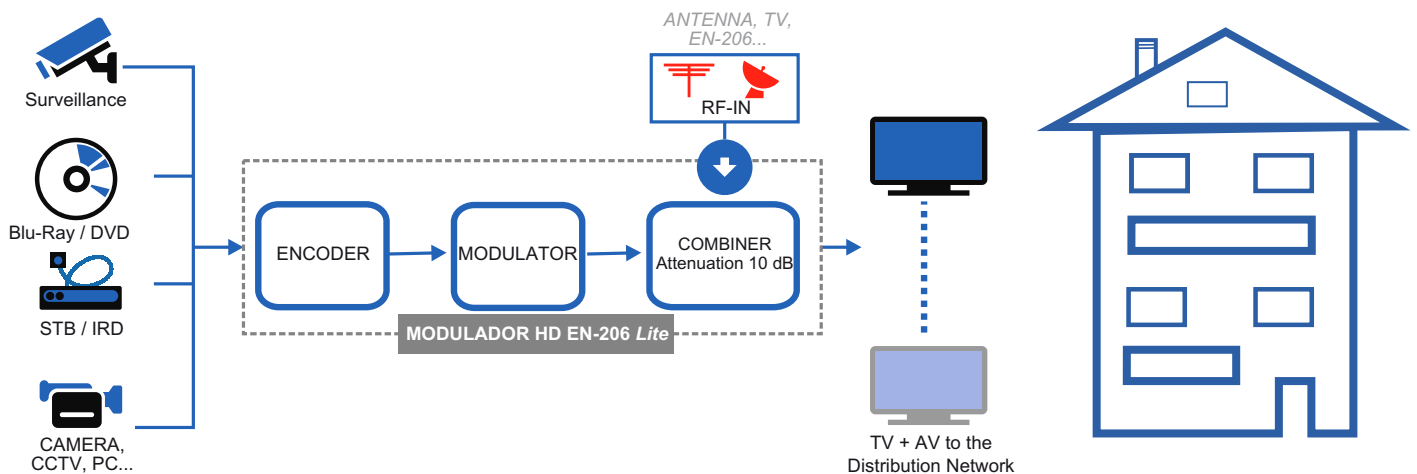 ANTENNA, TV,
EN-206...
RF-IN
Surveillance
Blu-Ray / DVD
STB / IRD
CAMERA,
CCTV, PC...
ENCODER
MODULATOR
COMBINER
Attenuation 10 dB
MODULADOR HD EN-206 Lite
TV + AV to the
Distribution Network